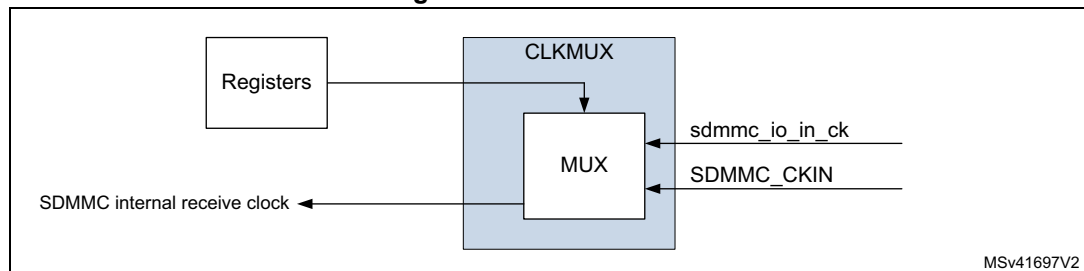 CLKMUX
Registers
sdmmc_io_in_ck
MUX
SDMMC_CKIN
SDMMC internal receive clock
MSv41697V2